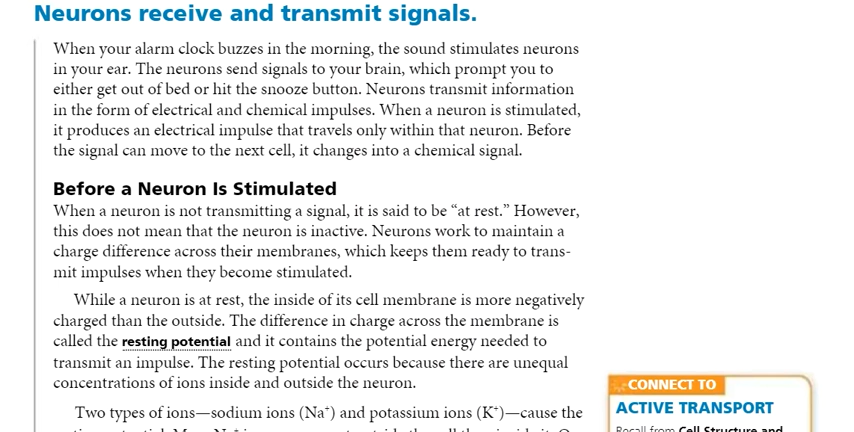 Neurons receive and transmit signals.
When your alarm clock buzzes in the morning, the sound stimulates neurons
in your ear. The neurons send signals to your brain, which prompt you to
either get out of bed or hit the snooze button. Neurons transmit information
in the form of electrical and chemical impulses. When a neuron is stimulated,
it produces an electrical impulse that travels only within that neuron. Before
the signal can move to the next cell, it changes into a chemical signal.
Before a Neuron Is Stimulated
When a neuron is not transmitting a signal, it is said to be “at rest.” However,
this does not mean that the neuron is inactive. Neurons work to maintain a
charge difference across their membranes, which keeps them ready to trans-
mit impulses when they become stimulated.
While a neuron is at rest, the inside of its cell membrane is more negatively
charged than the outside. The difference in charge across the membrane is
called the resting potential and it contains the potential energy needed to
transmit an impulse. The resting potential occurs because there are unequal
concentrations of ions inside and outside the neuron.
Two types of ions—sodium ions (Na⁺) and potassium ions (K⁺)—cause the
CONNECT TO
ACTIVE TRANSPORT
Recall from Cell Structure and